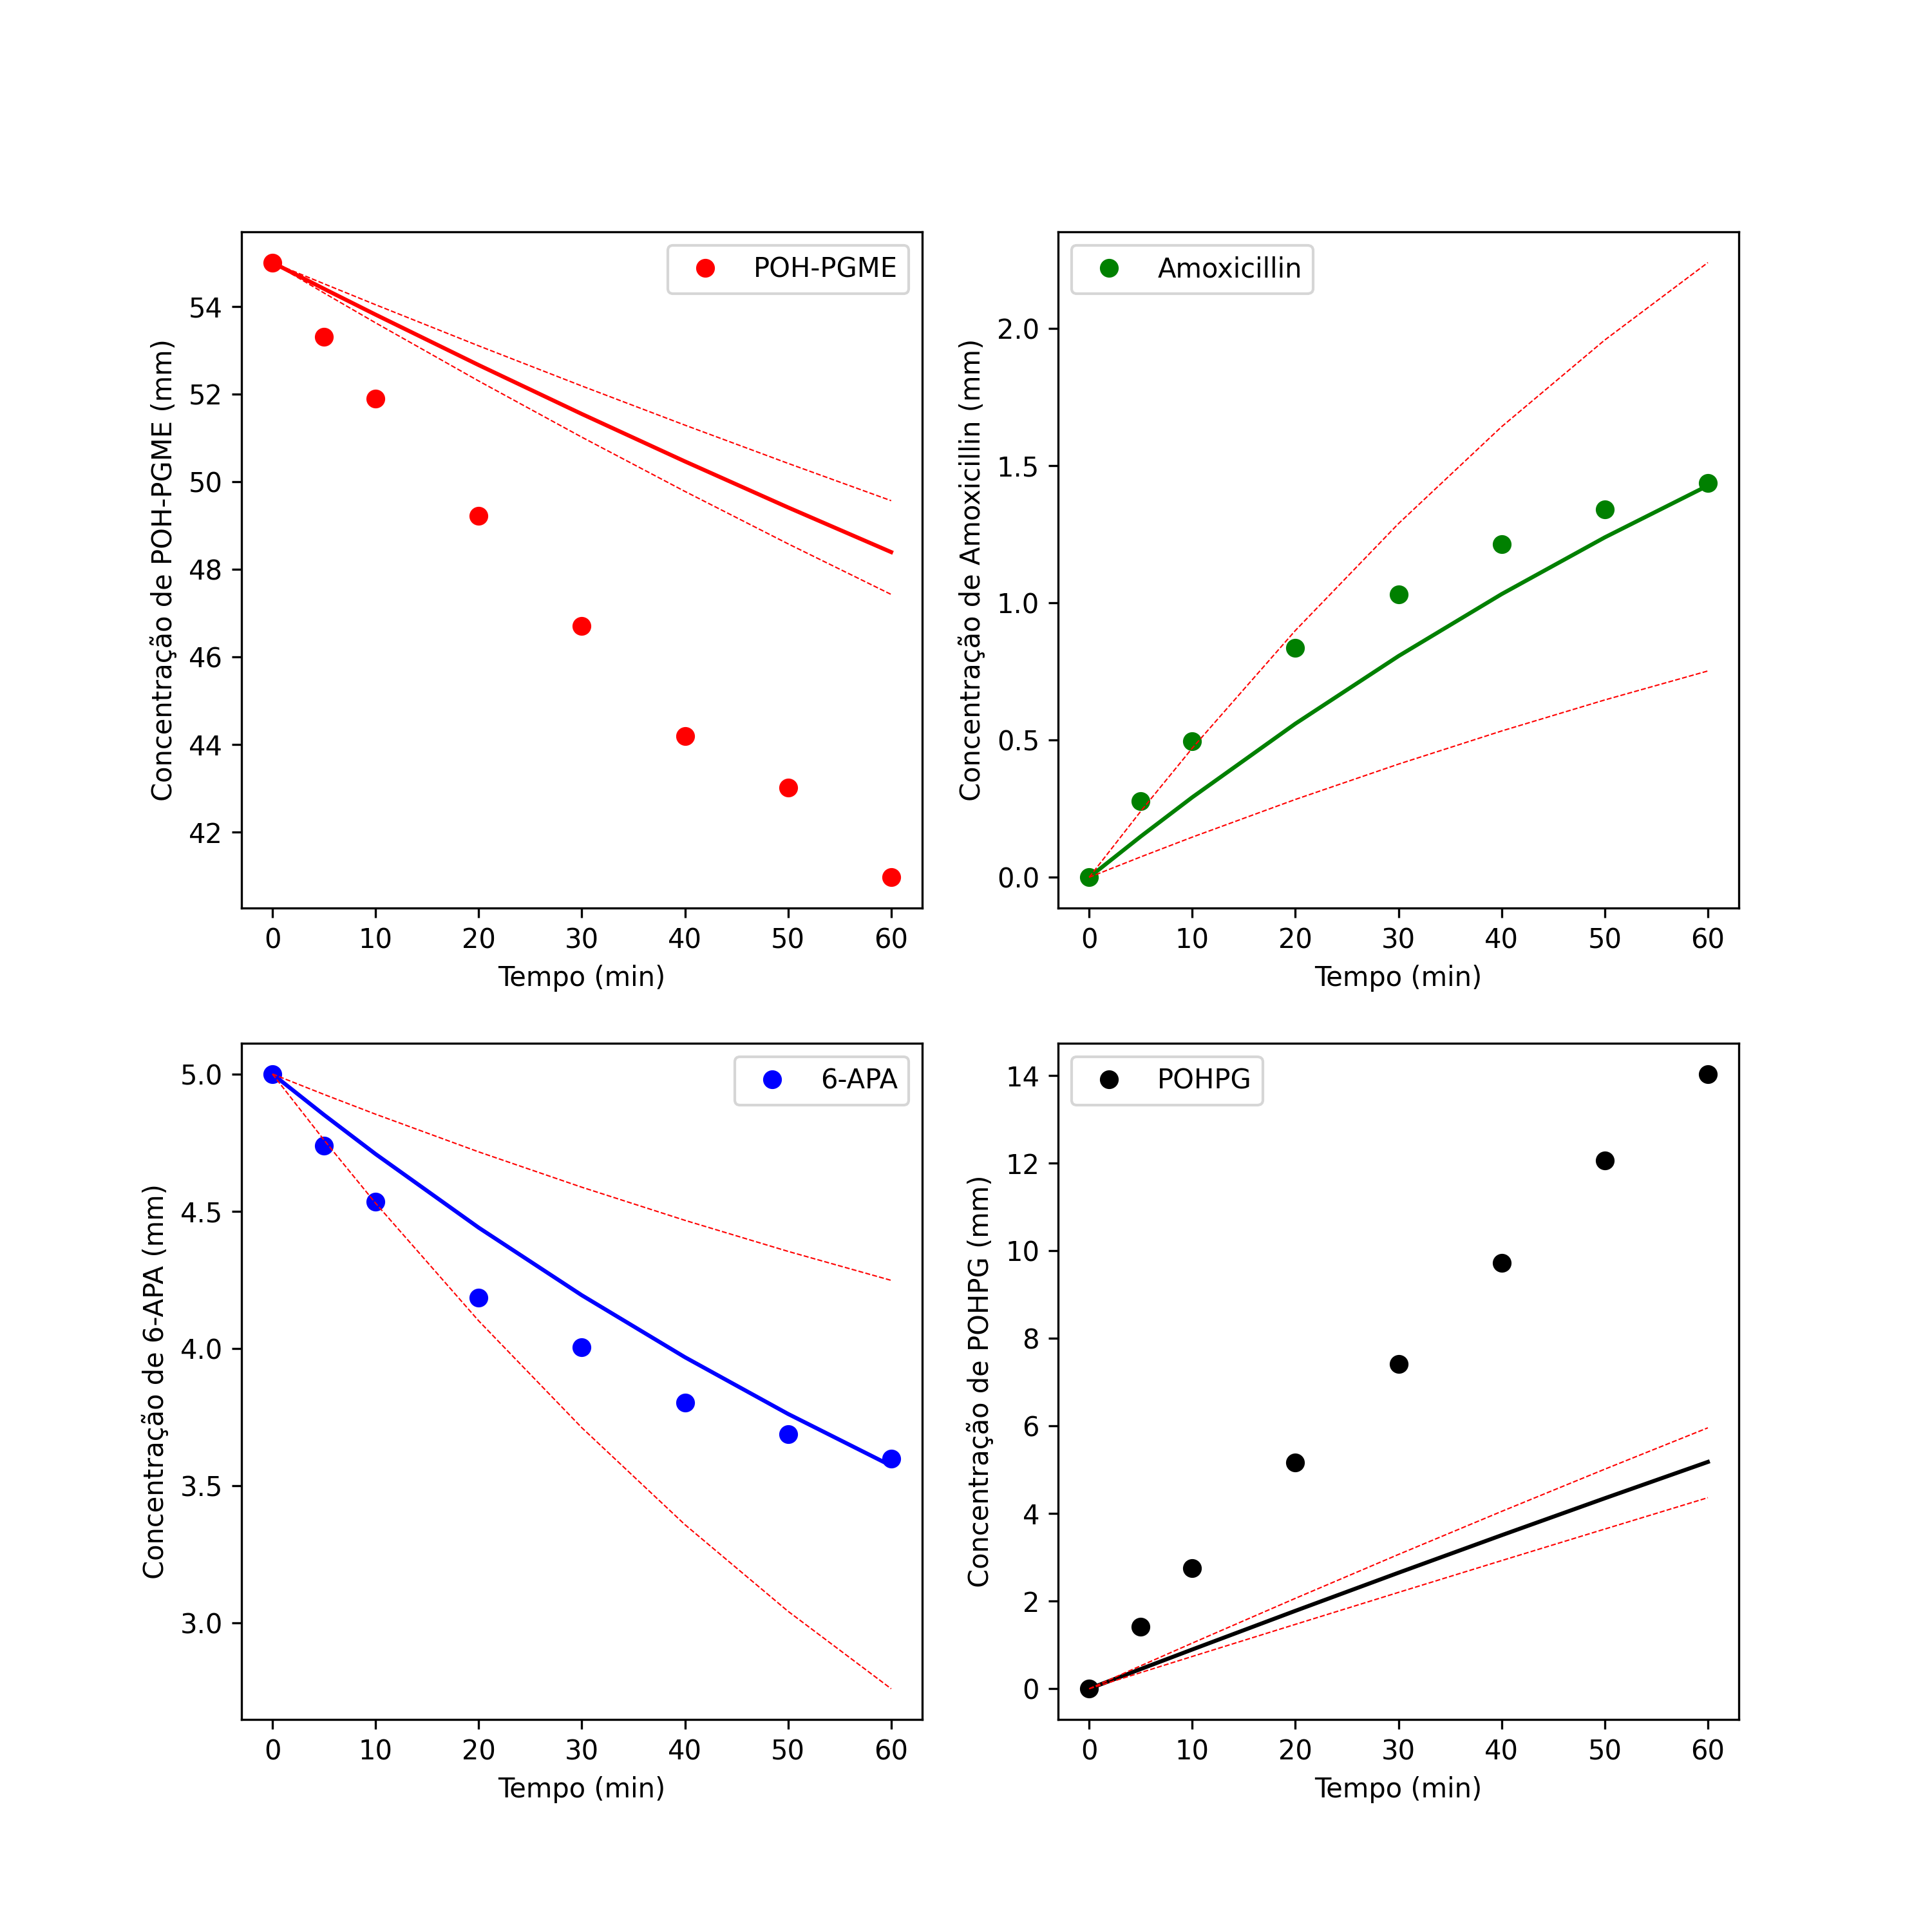 POH-PGME
Concentração de POH-PGME (mm)
54
52
50
48
46
44
42
0 10 20 30 40 50 60
Tempo (min)
Amoxicillin
Concentração de Amoxicillin (mm)
2.0
1.5
1.0
0.5
0.0
0 10 20 30 40 50 60
Tempo (min)
6-APA
Concentração de 6-APA (mm)
5.0
4.5
4.0
3.5
3.0
0 10 20 30 40 50 60
Tempo (min)
POHPG
Concentração de POHPG (mm)
14
12
10
8
6
4
2
0
0 10 20 30 40 50 60
Tempo (min)